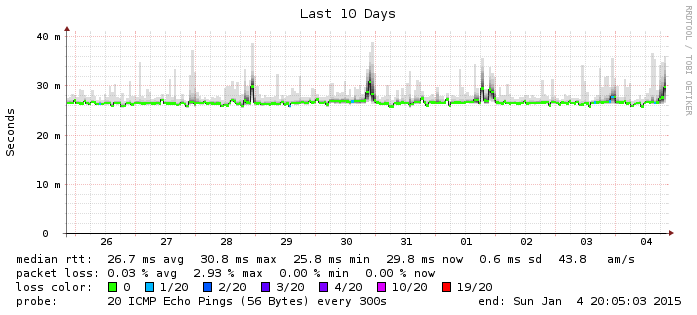 Last 10 Days
RRDTOOL / TOBI OETIKER
Seconds
40 m
30 m
20 m
10 m
0
26 27 28 29 30 31 01 02 03 04
median rtt: 26.7 ms avg 30.8 ms max 25.8 ms min 29.8 ms now 0.6 ms sd 43.8 am/s
packet loss: 0.03 % avg 2.93 % max 0.00 % min 0.00 % now
loss color: 0 1/20 2/20 3/20 4/20 10/20 19/20
probe: 20 ICMP Echo Pings (56 Bytes) every 300s end: Sun Jan 4 20:05:03 2015